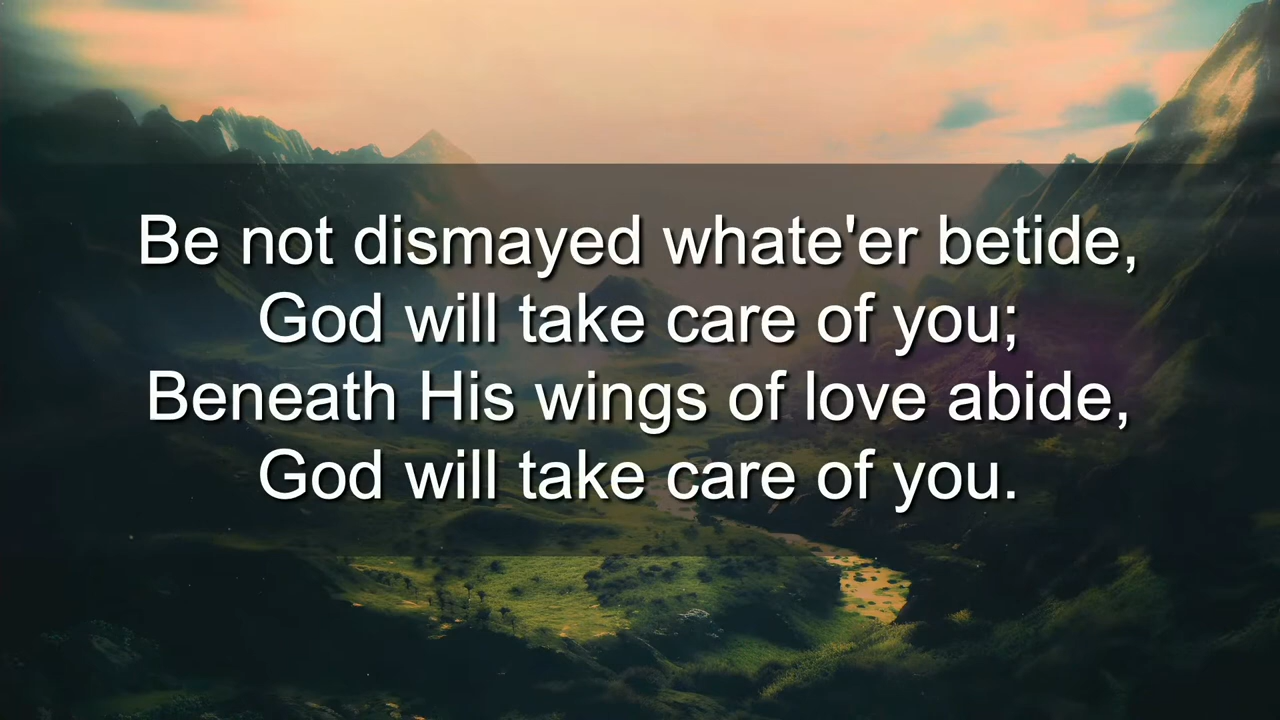 Be not dismayed whate'er betide,
God will take care of you;
Beneath His wings of love abide,
God will take care of you.